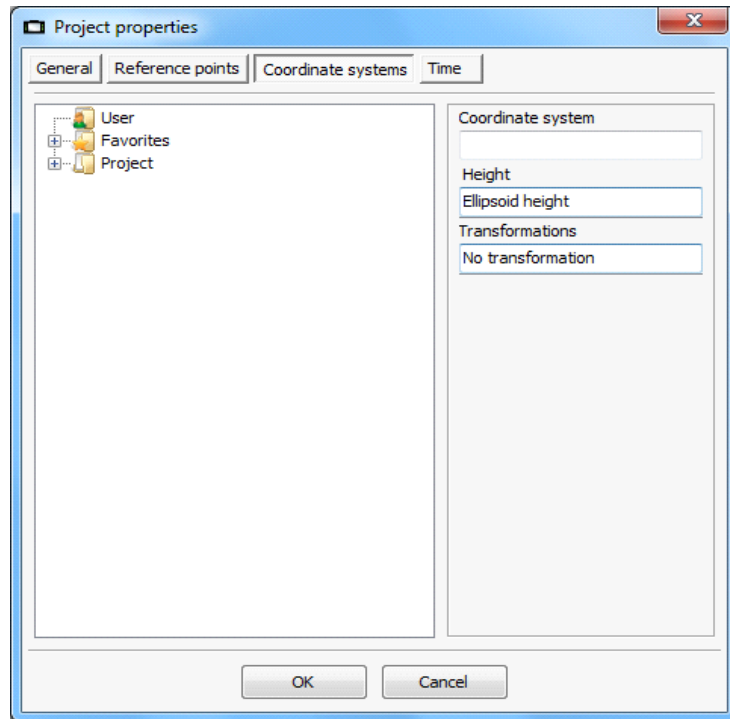 Project properties
General Reference points Coordinate systems Time
User
Favorites
Project
Coordinate system
Height
Ellipsoid height
Transformations
No transformation
OK Cancel